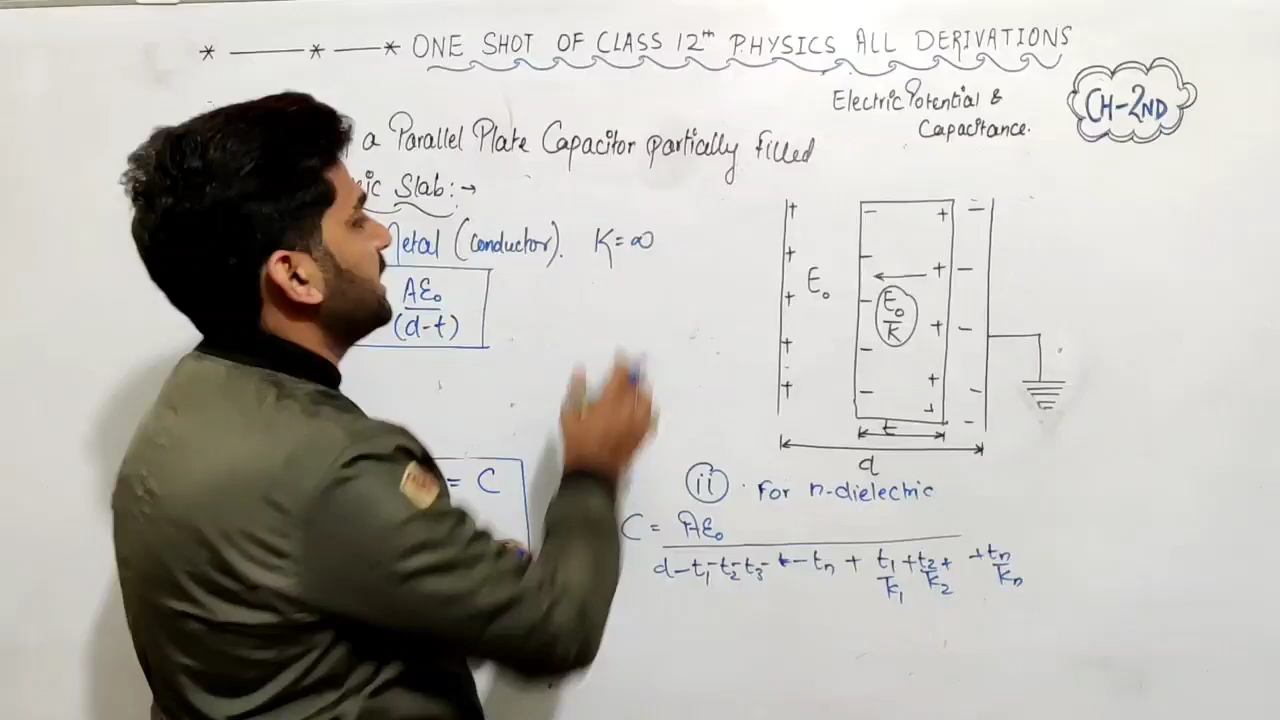 * —— * — * ONE SHOT OF CLASS 12th PHYSICS ALL DERIVATIONS
Electric Potential &
Capacitance.
CH-2ND
a Parallel Plate Capacitor partially filled
ic Slab:→
Metal (conductor). K=∞
Aε₀
(d-t)
= C
+ + + + +
E₀
- - - - -
+ + + + +
←
E₀
K
- - - - -
t
d
ii . For n-dielectric
C = Aε₀
d-t₁-t₂-t₃- - -tₙ + t₁/K₁ + t₂/K₂ + +tₙ/Kₙ